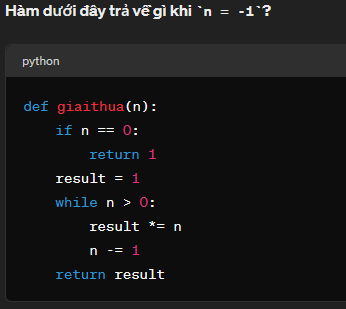 Hàm dưới đây trả về gì khi `n = -1`?
python
def giaithua(n):
    if n == 0:
        return 1
    result = 1
    while n > 0:
        result *= n
        n -= 1
    return result